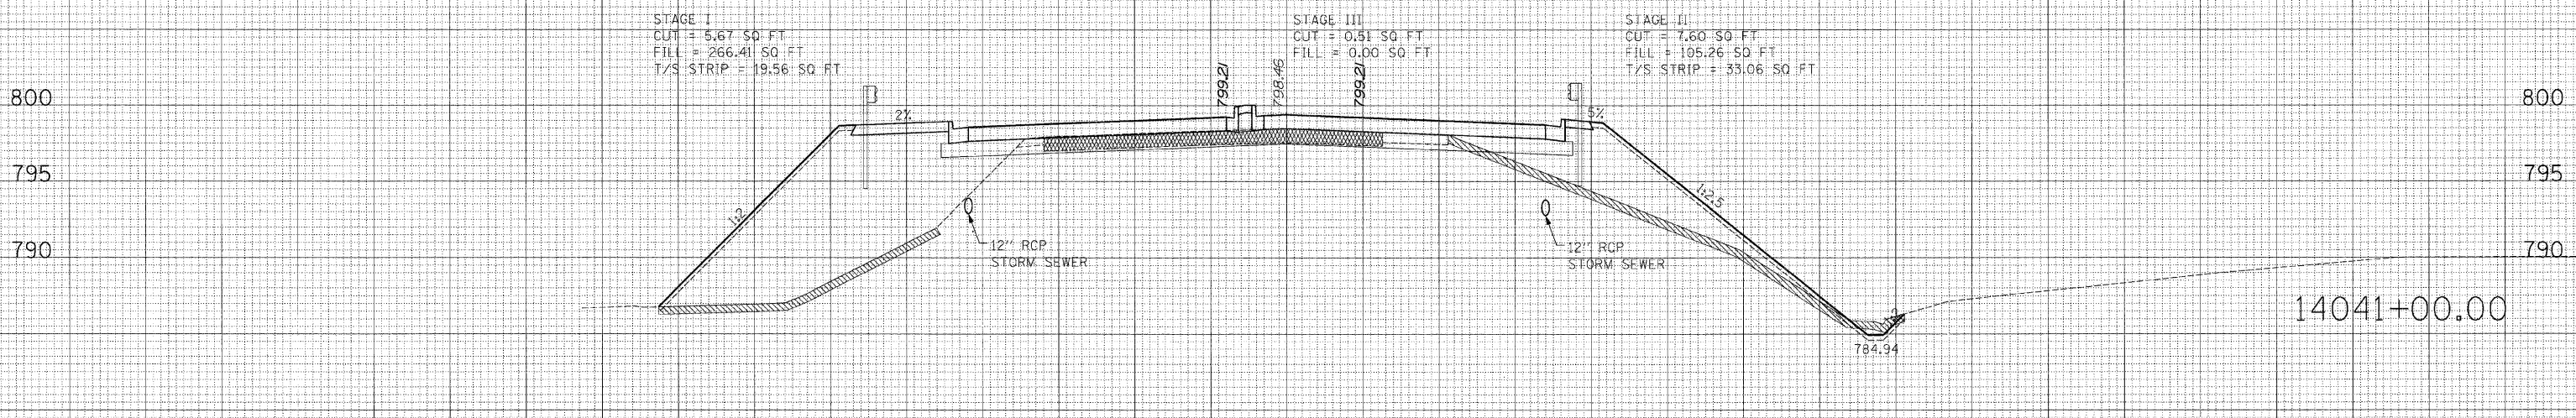 STAGE I
CUT = 5.67 SQ FT
FILL = 266.41 SQ FT
T/S STRIP = 19.56 SQ FT
STAGE III
CUT = 0.51 SQ FT
FILL = 0.00 SQ FT
STAGE II
CUT = 7.60 SQ FT
FILL = 105.26 SQ FT
T/S STRIP = 33.06 SQ FT
799.21
798.46
799.21
800
800
2%
5%
795
795
1:2
1:2.5
790
790
12" RCP
STORM SEWER
12" RCP
STORM SEWER
14041+00.00
784.94